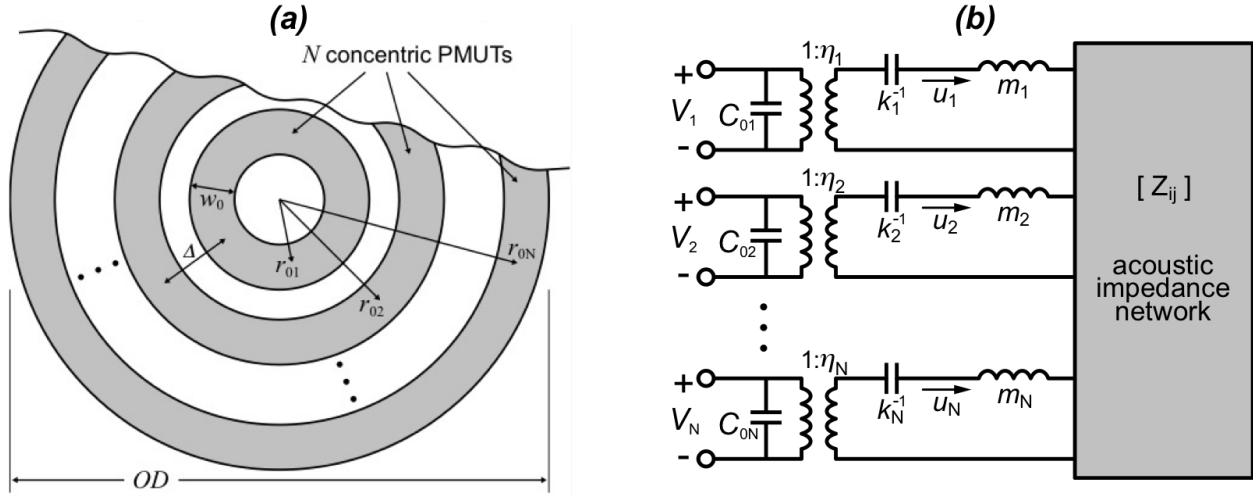 (a)
N concentric PMUTs
w₀
Δ
r₀₁
r₀₂
r₀N
OD
(b)
1:η₁
+
V₁
-
C₀₁
k₁⁻¹
u₁
m₁
1:η₂
+
V₂
-
C₀₂
k₂⁻¹
u₂
m₂
1:ηN
+
VN
-
C₀N
kN⁻¹
uN
mN
[ Zᵢⱼ ]
acoustic
impedance
network